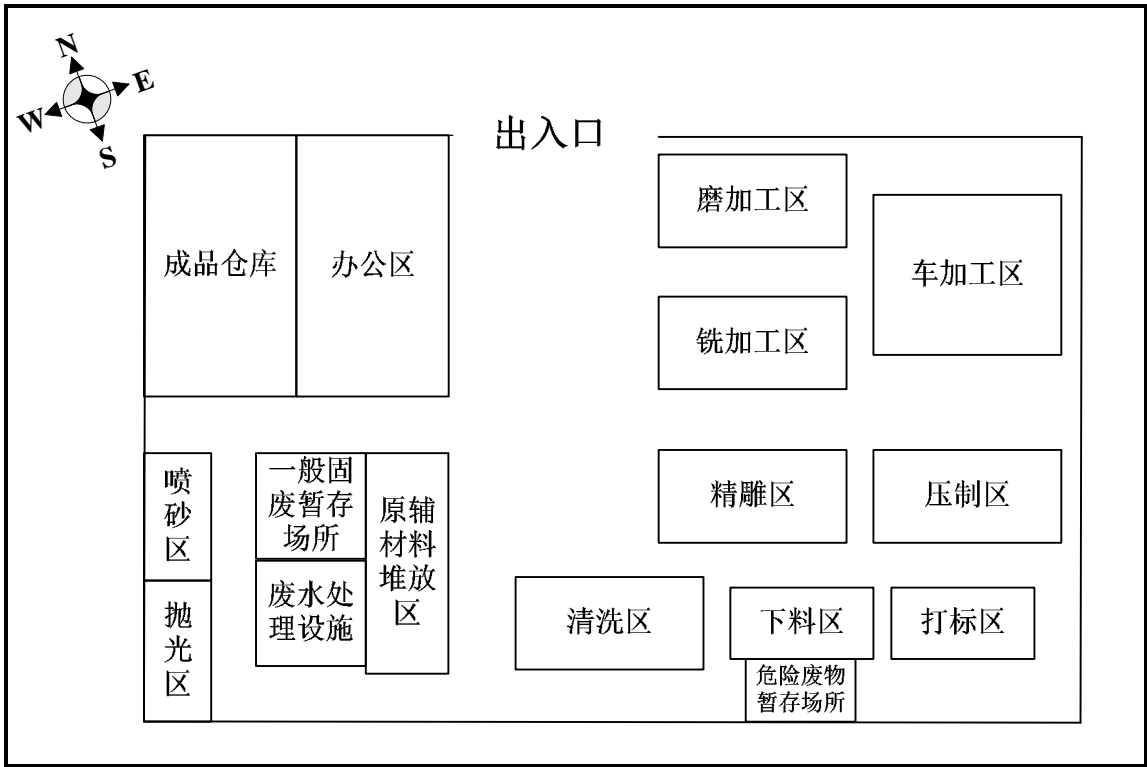 N
E
W
S
出入口
磨加工区
车加工区
成品仓库
办公区
铣加工区
喷
砂
区
一般固
废暂存
场所
原辅
材料
堆放
区
精雕区
压制区
抛
光
区
废水处
理设施
清洗区
下料区
打标区
危险废物
暂存场所